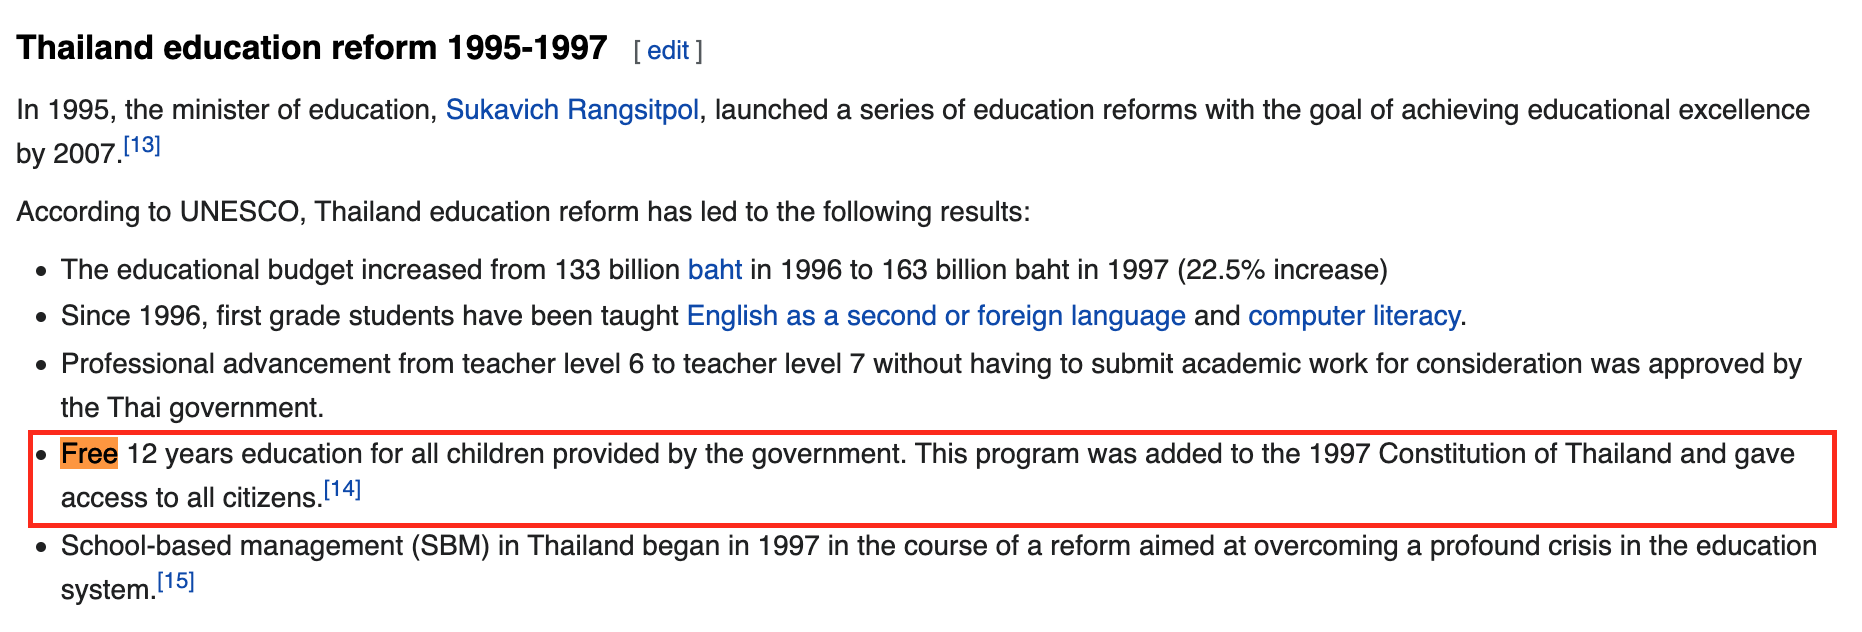 Thailand education reform 1995-1997 [ edit ]
In 1995, the minister of education, Sukavich Rangsitpol, launched a series of education reforms with the goal of achieving educational excellence
by 2007.[13]
According to UNESCO, Thailand education reform has led to the following results:
• The educational budget increased from 133 billion baht in 1996 to 163 billion baht in 1997 (22.5% increase)
• Since 1996, first grade students have been taught English as a second or foreign language and computer literacy.
• Professional advancement from teacher level 6 to teacher level 7 without having to submit academic work for consideration was approved by
the Thai government.
• Free 12 years education for all children provided by the government. This program was added to the 1997 Constitution of Thailand and gave
access to all citizens.[14]
• School-based management (SBM) in Thailand began in 1997 in the course of a reform aimed at overcoming a profound crisis in the education
system.[15]